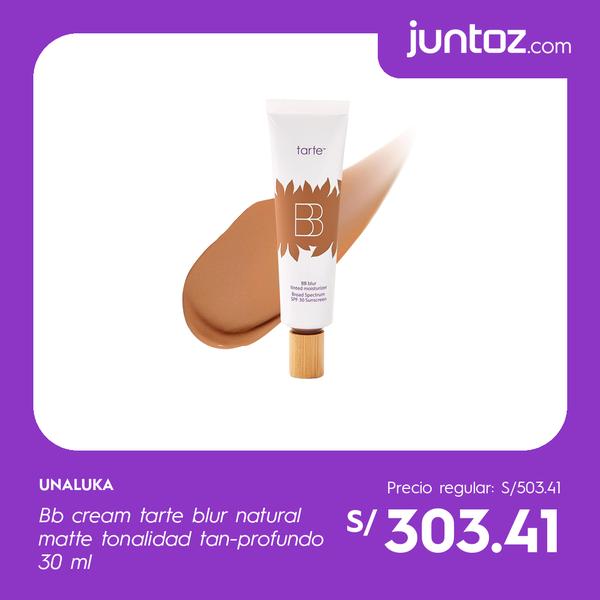 juntoz.com
tarte™
BB
BB blur
tinted moisturizer
Broad Spectrum
SPF 30 Sunscreen
UNALUKA
Bb cream tarte blur natural
matte tonalidad tan-profundo
30 ml
Precio regular: S/503.41
S/ 303.41